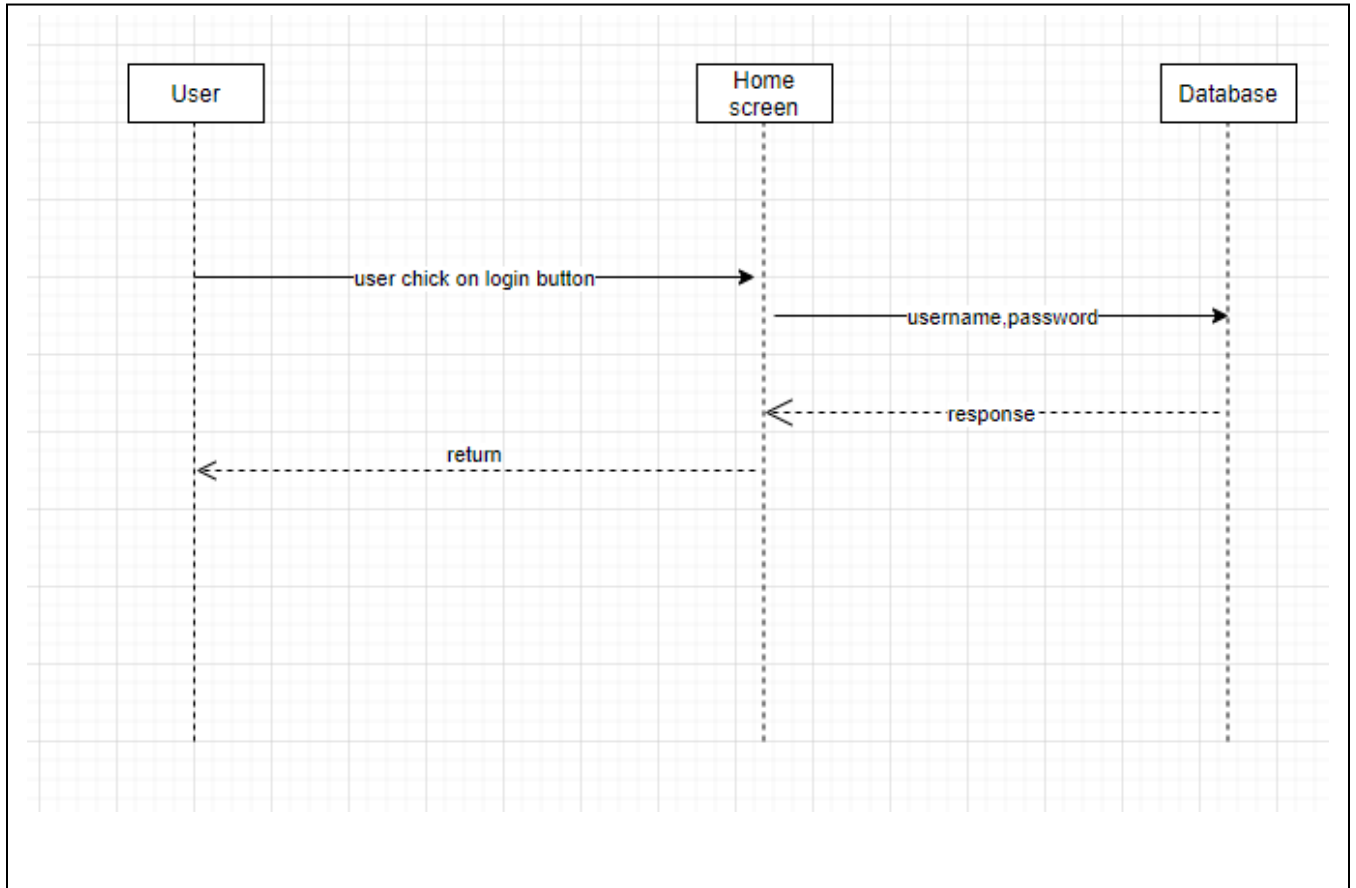 User
Home
screen
Database
user chick on login button
username,password
response
return